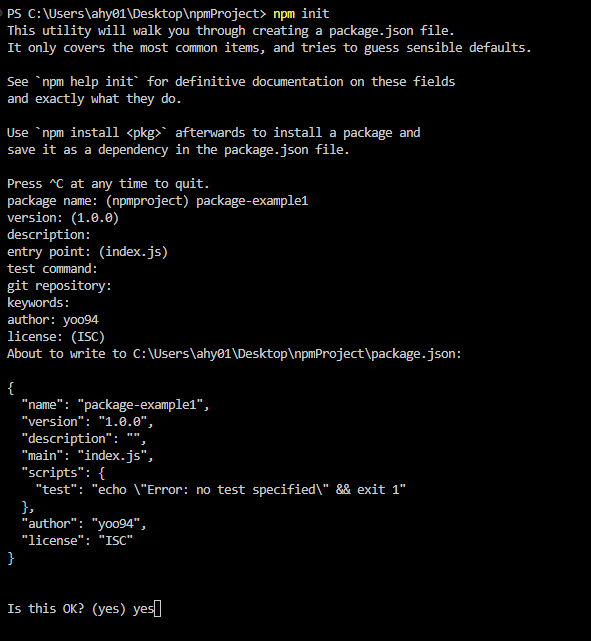 PS C:\Users\ahy01\Desktop\npmProject> npm init
This utility will walk you through creating a package.json file.
It only covers the most common items, and tries to guess sensible defaults.
See `npm help init` for definitive documentation on these fields
and exactly what they do.
Use `npm install <pkg>` afterwards to install a package and
save it as a dependency in the package.json file.
Press ^C at any time to quit.
package name: (npmproject) package-example1
version: (1.0.0)
description:
entry point: (index.js)
test command:
git repository:
keywords:
author: yoo94
license: (ISC)
About to write to C:\Users\ahy01\Desktop\npmProject\package.json:
{
  "name": "package-example1",
  "version": "1.0.0",
  "description": "",
  "main": "index.js",
  "scripts": {
    "test": "echo \"Error: no test specified\" && exit 1"
  },
  "author": "yoo94",
  "license": "ISC"
}
Is this OK? (yes) yes